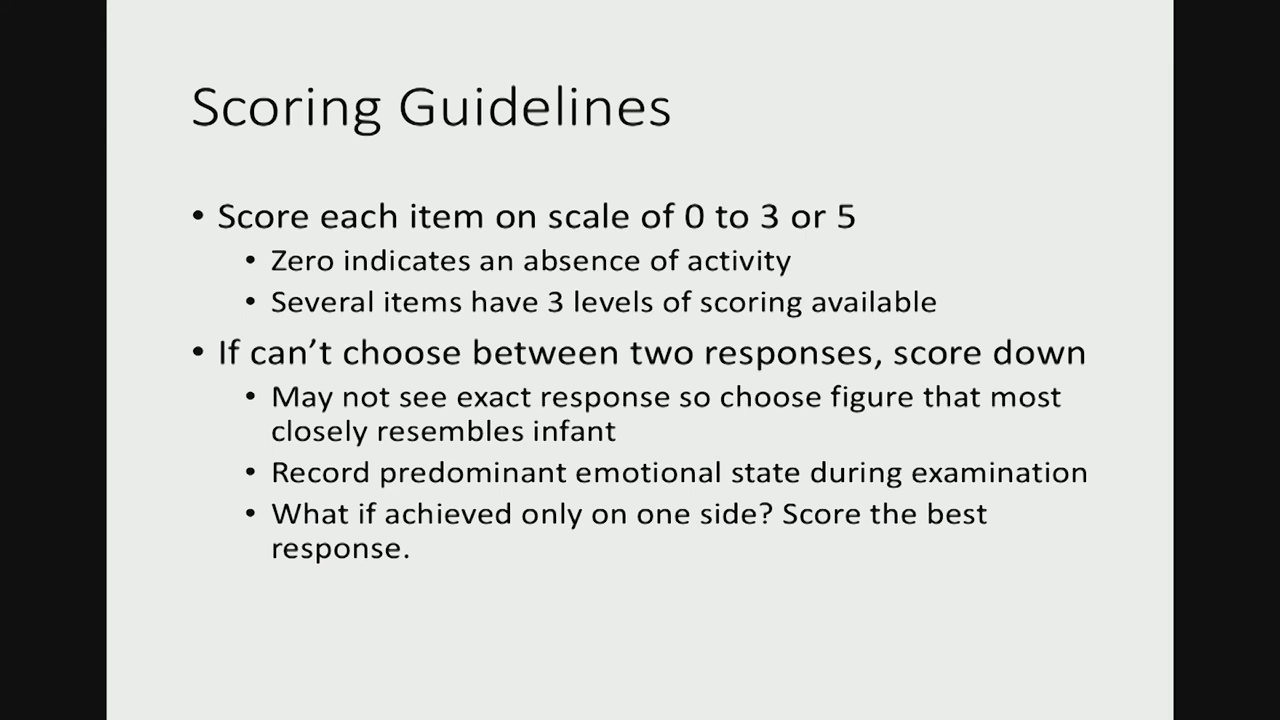 Scoring Guidelines
• Score each item on scale of 0 to 3 or 5
• Zero indicates an absence of activity
• Several items have 3 levels of scoring available
• If can’t choose between two responses, score down
• May not see exact response so choose figure that most
closely resembles infant
• Record predominant emotional state during examination
• What if achieved only on one side? Score the best
response.